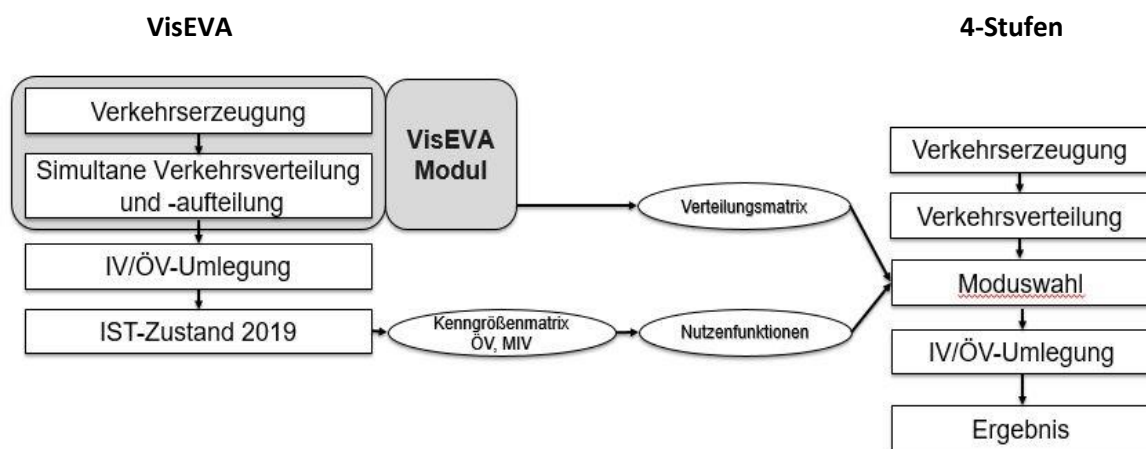 VisEVA
4-Stufen
Verkehrserzeugung
Simultane Verkehrsverteilung
und -aufteilung
VisEVA
Modul
IV/ÖV-Umlegung
IST-Zustand 2019
Verteilungsmatrix
Kenngrößenmatrix
ÖV, MIV
Nutzenfunktionen
Verkehrserzeugung
Verkehrsverteilung
Moduswahl
IV/ÖV-Umlegung
Ergebnis